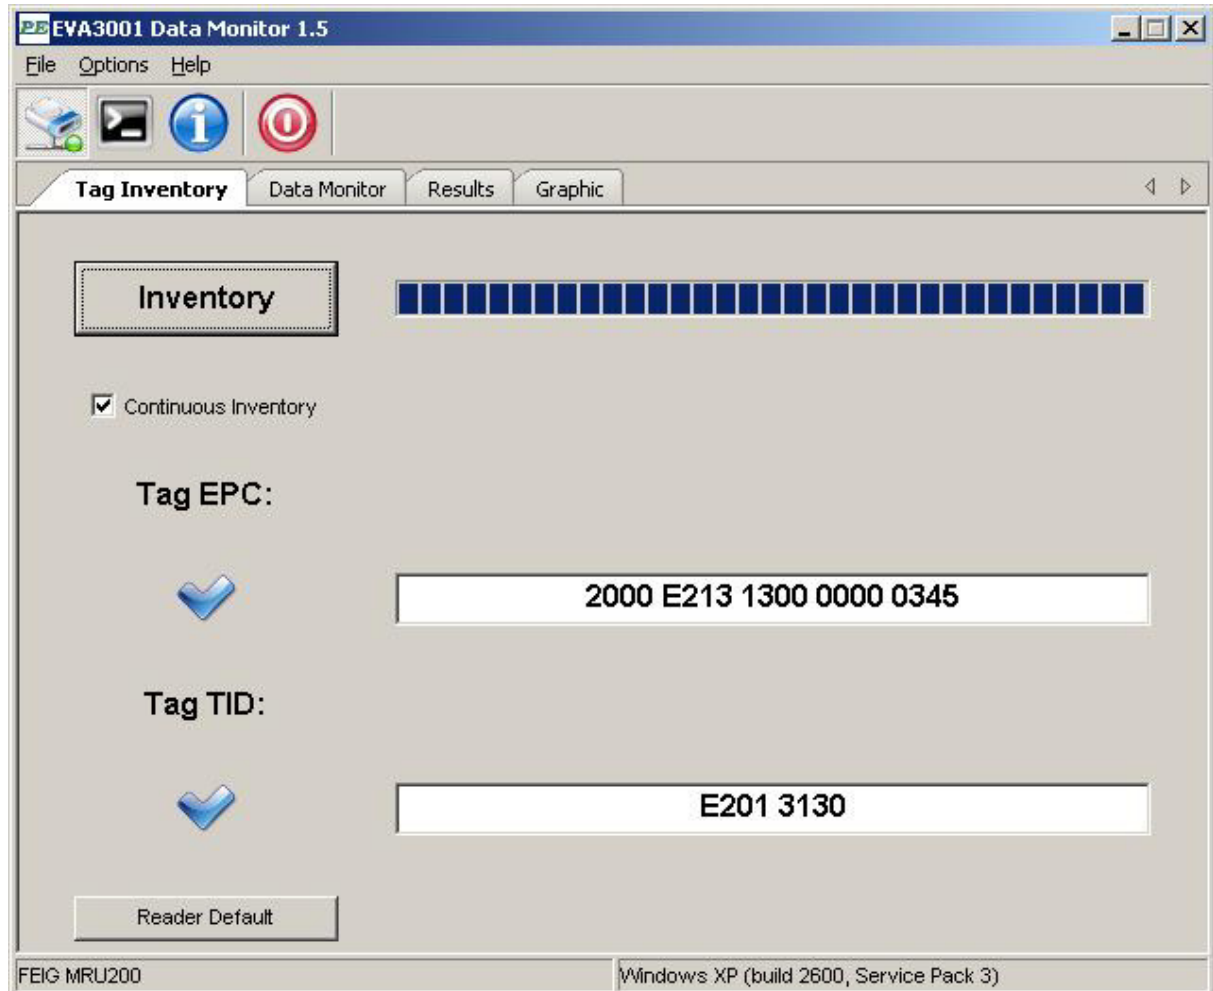 PE EVA3001 Data Monitor 1.5
File Options Help
Tag Inventory Data Monitor Results Graphic
Inventory
Continuous Inventory
Tag EPC:
2000 E213 1300 0000 0345
Tag TID:
E201 3130
Reader Default
FEIG MRU200 Windows XP (build 2600, Service Pack 3)